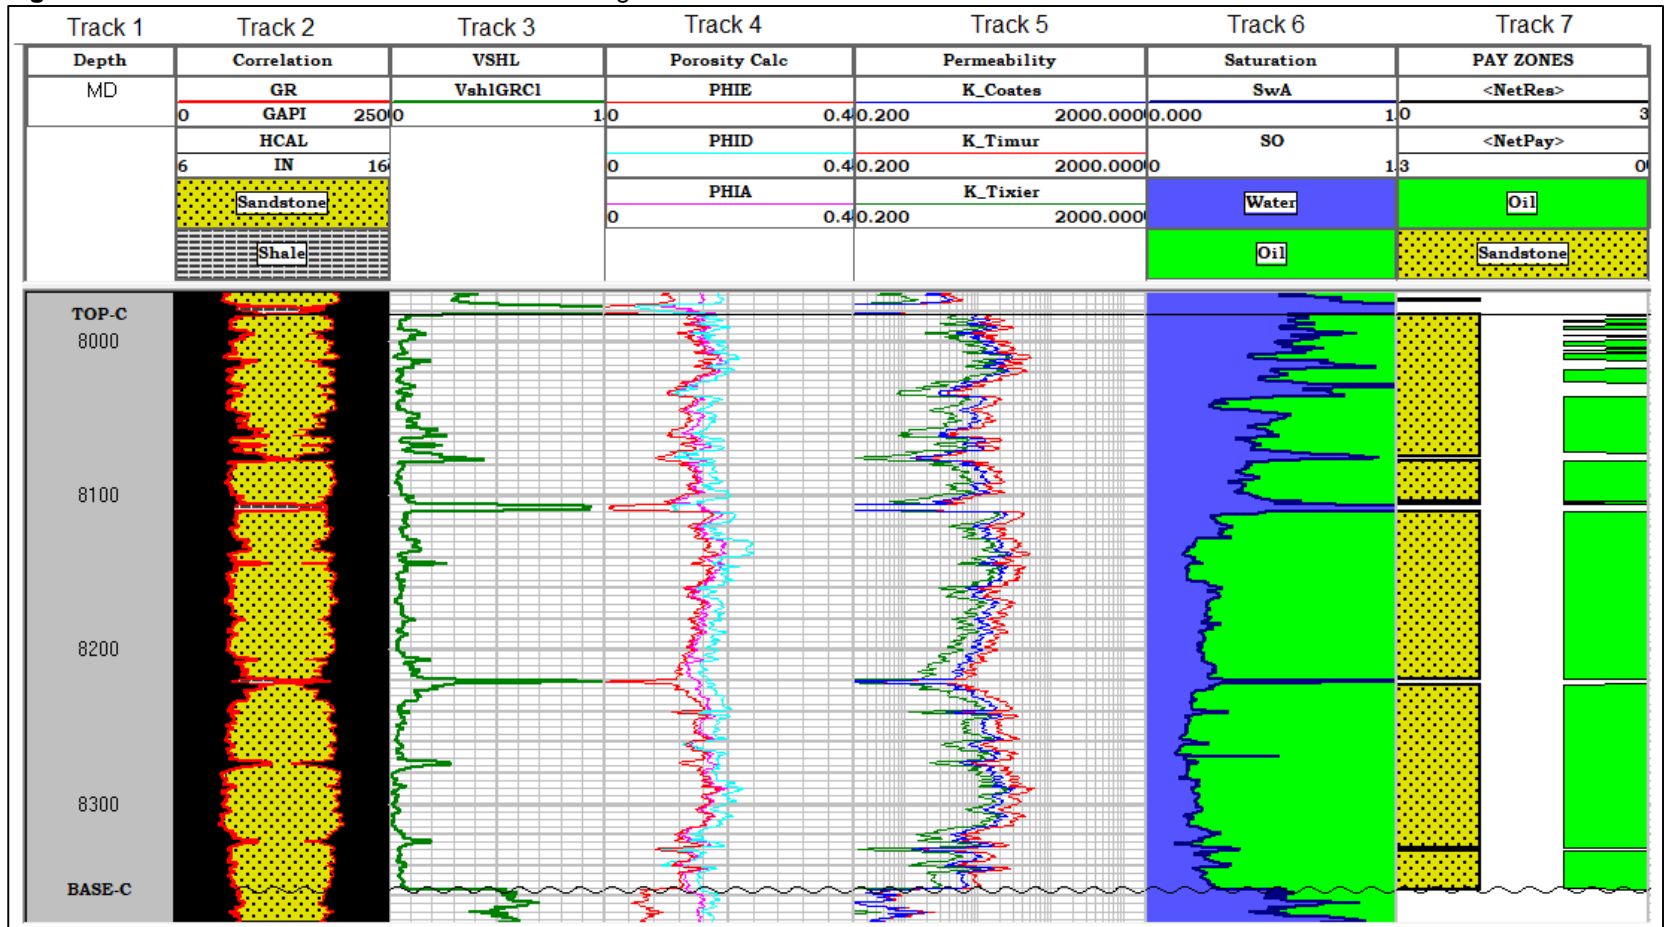 Track 1 Track 2 Track 3 Track 4 Track 5 Track 6 Track 7
Depth Correlation VSHL Porosity Calc Permeability Saturation PAY ZONES
MD GR VshlGRCl PHIE K_Coates SwA <NetRes>
0 GAPI 250 0 1. 0 0.4 0.200 2000.000 0.000 1. 0 3
HCAL PHID K_Timur SO <NetPay>
6 IN 16 0 0.4 0.200 2000.000 0 1. 3 0
Sandstone PHIA K_Tixier Water Oil
0 0.4 0.200 2000.000
Shale Oil Sandstone
TOP-C
8000
8100
8200
8300
BASE-C